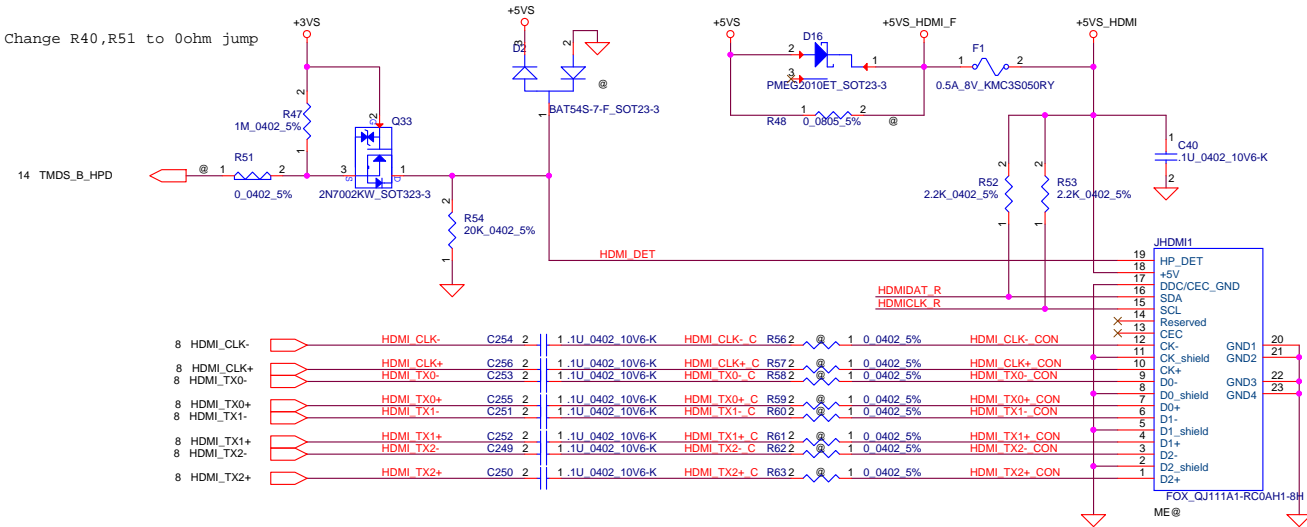 Change R40,R51 to 0ohm jump
+3VS
+5VS
+5VS
+5VS_HDMI_F
+5VS_HDMI
D2
3
2
@
BAT54S-7-F_SOT23-3
1
D16
2
3
1
PMEG2010ET_SOT23-3
F1
1
2
0.5A_8V_KMC3S050RY
1
2
R48
0_0805_5%
@
2
R47
1M_0402_5%
1
Q33
2
G
3
S
1
D
2N7002KW_SOT323-3
14
TMDS_B_HPD
@
1
R51
2
0_0402_5%
2
R54
20K_0402_5%
1
1
C40
.1U_0402_10V6-K
2
2
R52
2.2K_0402_5%
1
2
R53
2.2K_0402_5%
1
HDMI_DET
HDMIDAT_R
HDMICLK_R
JHDMI1
19 HP_DET
18 +5V
17 DDC/CEC_GND
16 SDA
15 SCL
14 Reserved
13 CEC
12 CK-
11 CK_shield
10 CK+
9 D0-
8 D0_shield
7 D0+
6 D1-
5 D1_shield
4 D1+
3 D2-
2 D2_shield
1 D2+
GND1 20
GND2 21
GND3 22
GND4 23
FOX_QJ111A1-RC0AH1-8H
ME@
8 HDMI_CLK- HDMI_CLK- C254 2 1 .1U_0402_10V6-K HDMI_CLK-_C R56 2 @ 1 0_0402_5% HDMI_CLK-_CON
8 HDMI_CLK+ HDMI_CLK+ C256 2 1 .1U_0402_10V6-K HDMI_CLK+_C R57 2 @ 1 0_0402_5% HDMI_CLK+_CON
8 HDMI_TX0- HDMI_TX0- C253 2 1 .1U_0402_10V6-K HDMI_TX0-_C R58 2 @ 1 0_0402_5% HDMI_TX0-_CON
8 HDMI_TX0+ HDMI_TX0+ C255 2 1 .1U_0402_10V6-K HDMI_TX0+_C R59 2 @ 1 0_0402_5% HDMI_TX0+_CON
8 HDMI_TX1- HDMI_TX1- C251 2 1 .1U_0402_10V6-K HDMI_TX1-_C R60 2 @ 1 0_0402_5% HDMI_TX1-_CON
8 HDMI_TX1+ HDMI_TX1+ C252 2 1 .1U_0402_10V6-K HDMI_TX1+_C R61 2 @ 1 0_0402_5% HDMI_TX1+_CON
8 HDMI_TX2- HDMI_TX2- C249 2 1 .1U_0402_10V6-K HDMI_TX2-_C R62 2 @ 1 0_0402_5% HDMI_TX2-_CON
8 HDMI_TX2+ HDMI_TX2+ C250 2 1 .1U_0402_10V6-K HDMI_TX2+_C R63 2 @ 1 0_0402_5% HDMI_TX2+_CON